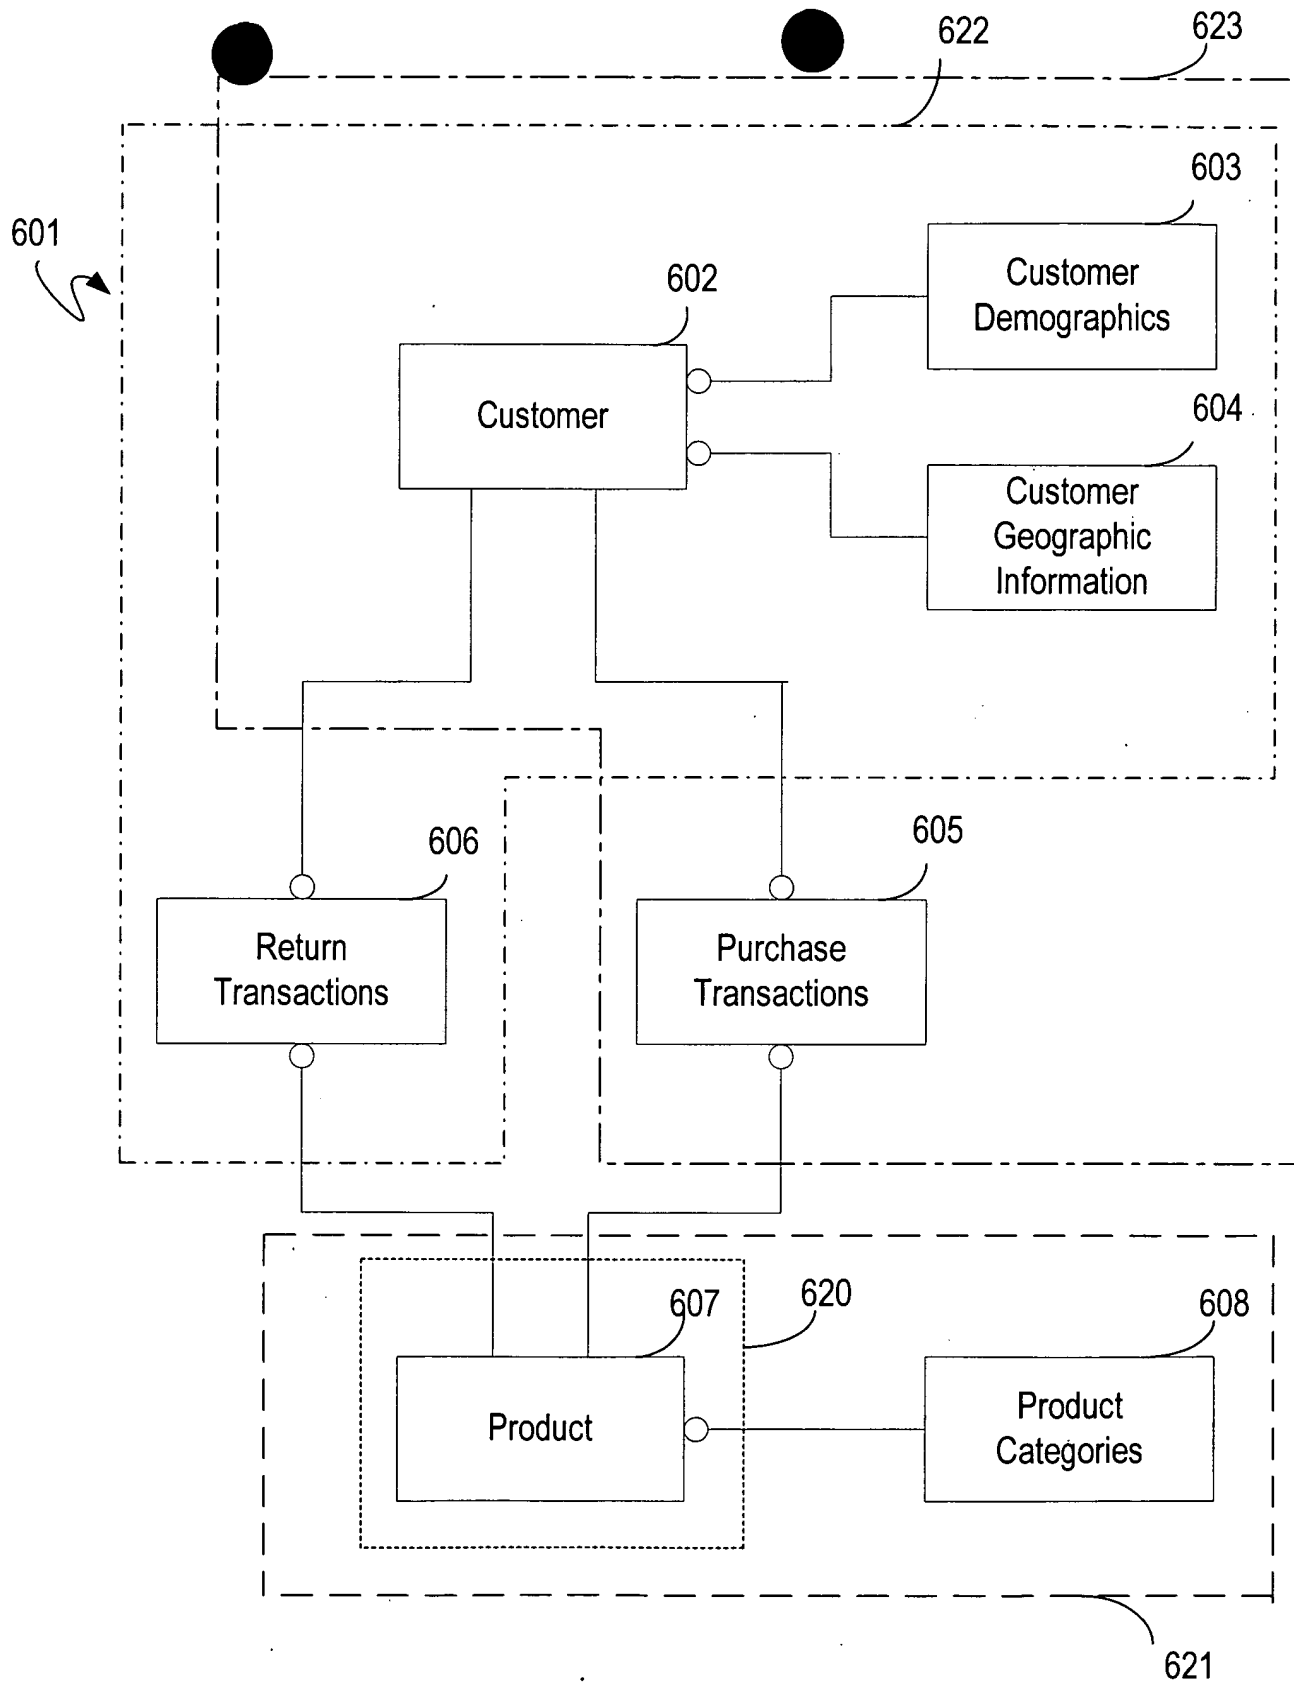 623
622
603
601
Customer
Demographics
602
604
Customer
Customer
Geographic
Information
605
606
Return
Transactions
Purchase
Transactions
607
620
608
Product
Product
Categories
621